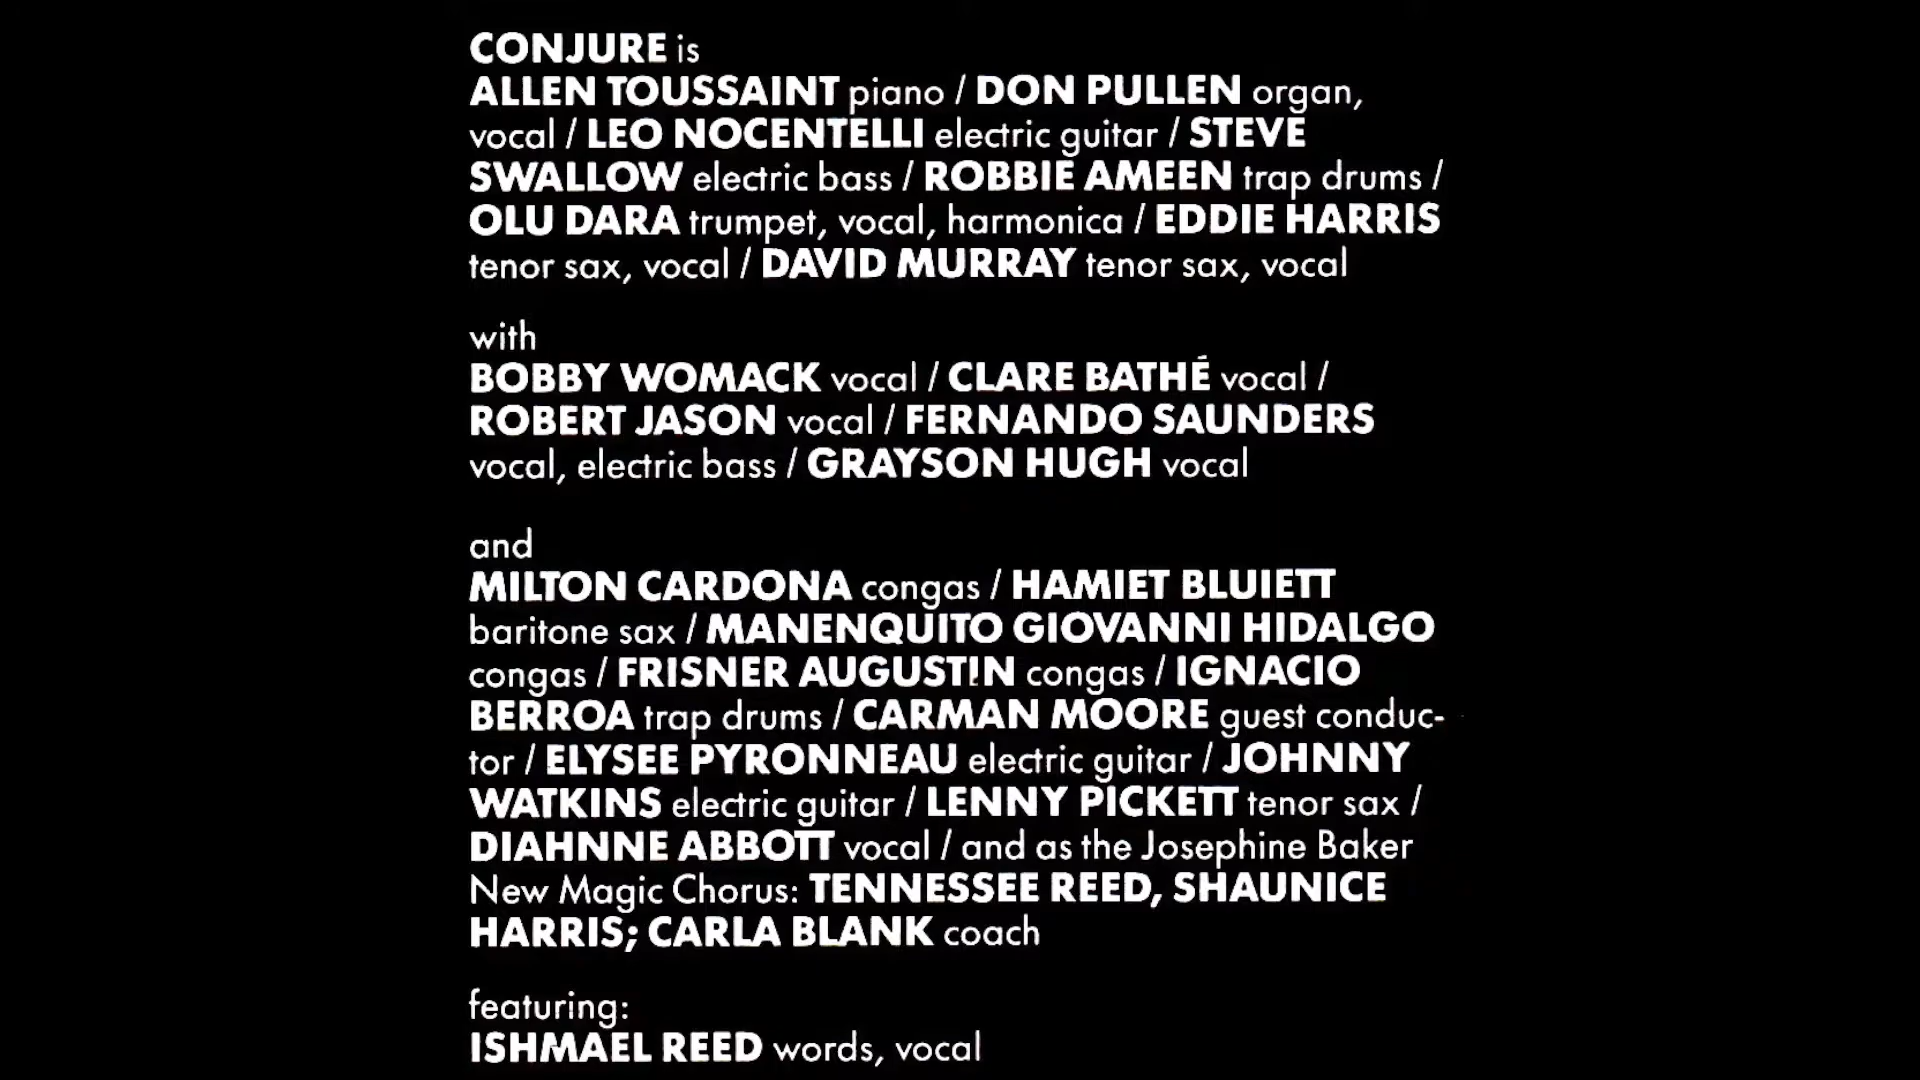 CONJURE is
ALLEN TOUSSAINT piano / DON PULLEN organ,
vocal / LEO NOCENTELLI electric guitar / STEVE
SWALLOW electric bass / ROBBIE AMEEN trap drums /
OLU DARA trumpet, vocal, harmonica / EDDIE HARRIS
tenor sax, vocal / DAVID MURRAY tenor sax, vocal
with
BOBBY WOMACK vocal / CLARE BATHÉ vocal /
ROBERT JASON vocal / FERNANDO SAUNDERS
vocal, electric bass / GRAYSON HUGH vocal
and
MILTON CARDONA congas / HAMIET BLUIETT
baritone sax / MANENQUITO GIOVANNI HIDALGO
congas / FRISNER AUGUSTIN congas / IGNACIO
BERROA trap drums / CARMAN MOORE guest conduc-
tor / ELYSEE PYRONNEAU electric guitar / JOHNNY
WATKINS electric guitar / LENNY PICKETT tenor sax /
DIAHNNE ABBOTT vocal / and as the Josephine Baker
New Magic Chorus: TENNESSEE REED, SHAUNICE
HARRIS; CARLA BLANK coach
featuring:
ISHMAEL REED words, vocal